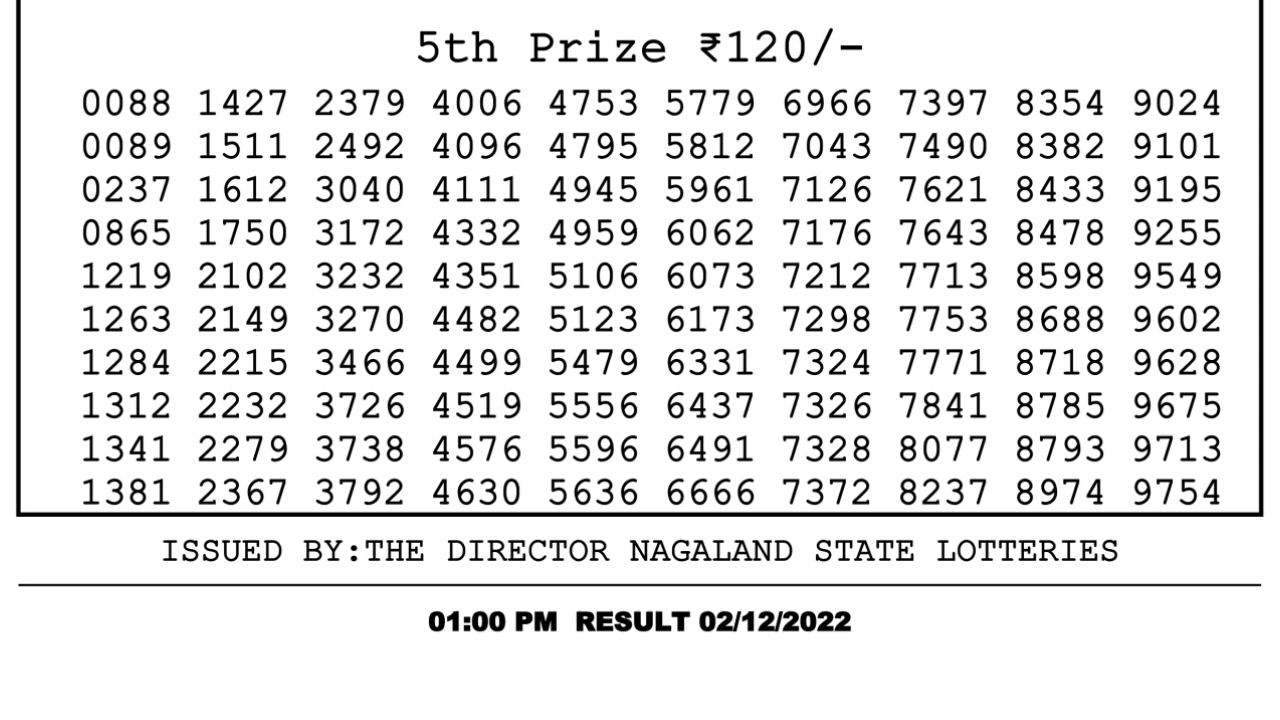 5th Prize ₹120/-
0088 1427 2379 4006 4753 5779 6966 7397 8354 9024
0089 1511 2492 4096 4795 5812 7043 7490 8382 9101
0237 1612 3040 4111 4945 5961 7126 7621 8433 9195
0865 1750 3172 4332 4959 6062 7176 7643 8478 9255
1219 2102 3232 4351 5106 6073 7212 7713 8598 9549
1263 2149 3270 4482 5123 6173 7298 7753 8688 9602
1284 2215 3466 4499 5479 6331 7324 7771 8718 9628
1312 2232 3726 4519 5556 6437 7326 7841 8785 9675
1341 2279 3738 4576 5596 6491 7328 8077 8793 9713
1381 2367 3792 4630 5636 6666 7372 8237 8974 9754
ISSUED BY:THE DIRECTOR NAGALAND STATE LOTTERIES
01:00 PM RESULT 02/12/2022